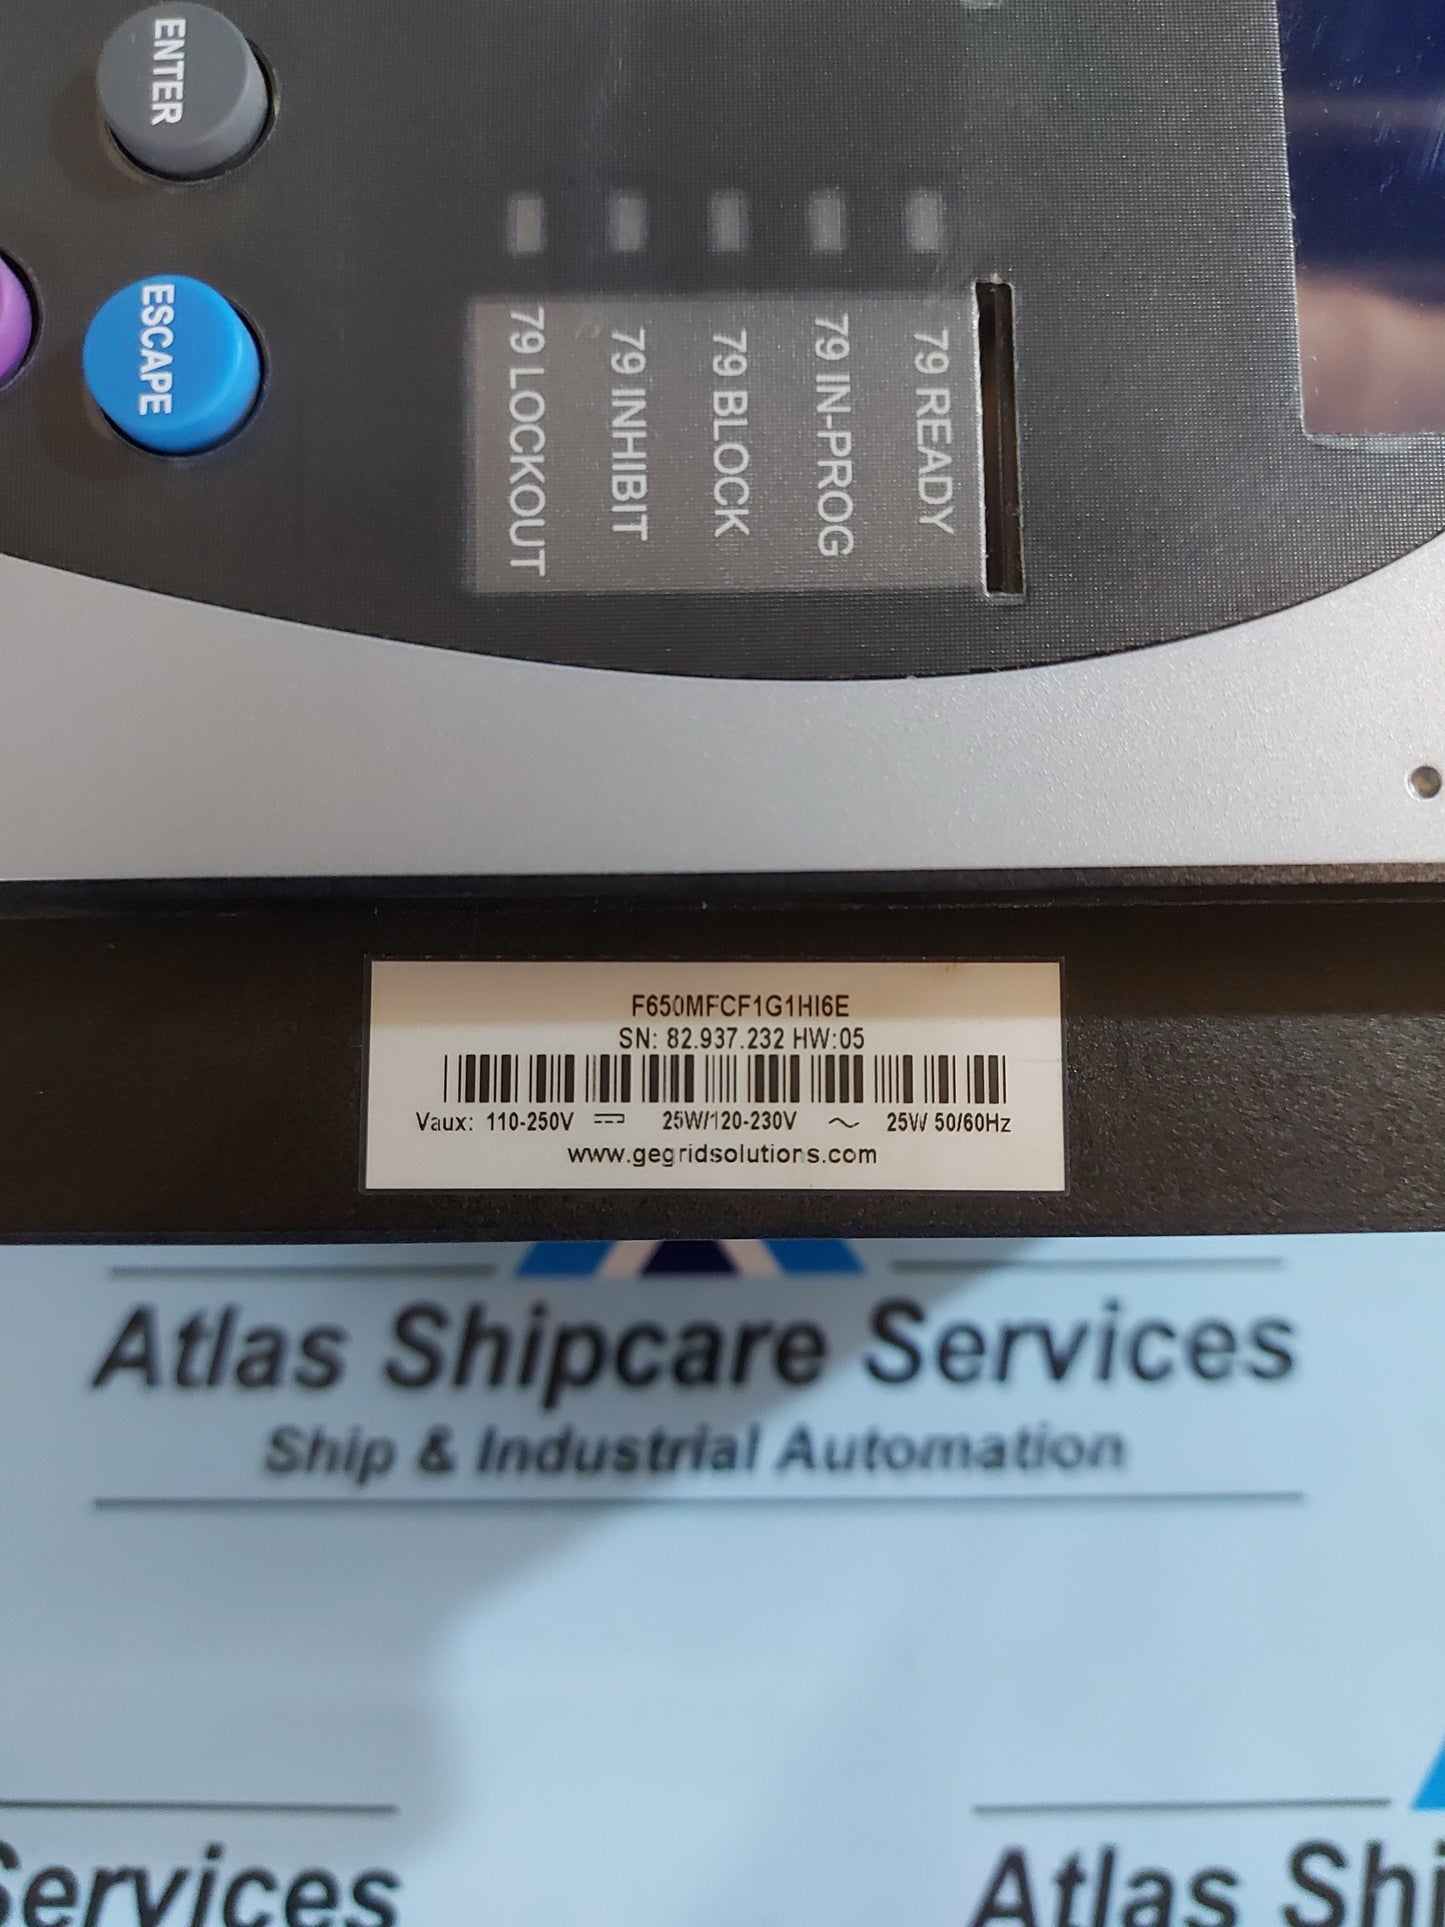 ENTER
ESCAPE
79 READY
79 IN-PROG
79 BLOCK
79 INHIBIT
79 LOCKOUT
F650MFCF1G1HI6E
SN: 82.937.232 HW:05
Vaux: 110-250V ⎓ 25W/120-230V ~ 25W 50/60Hz
www.gegridsolutions.com
Atlas Shipcare Services
Ship & Industrial Automation
Services
Atlas Shi